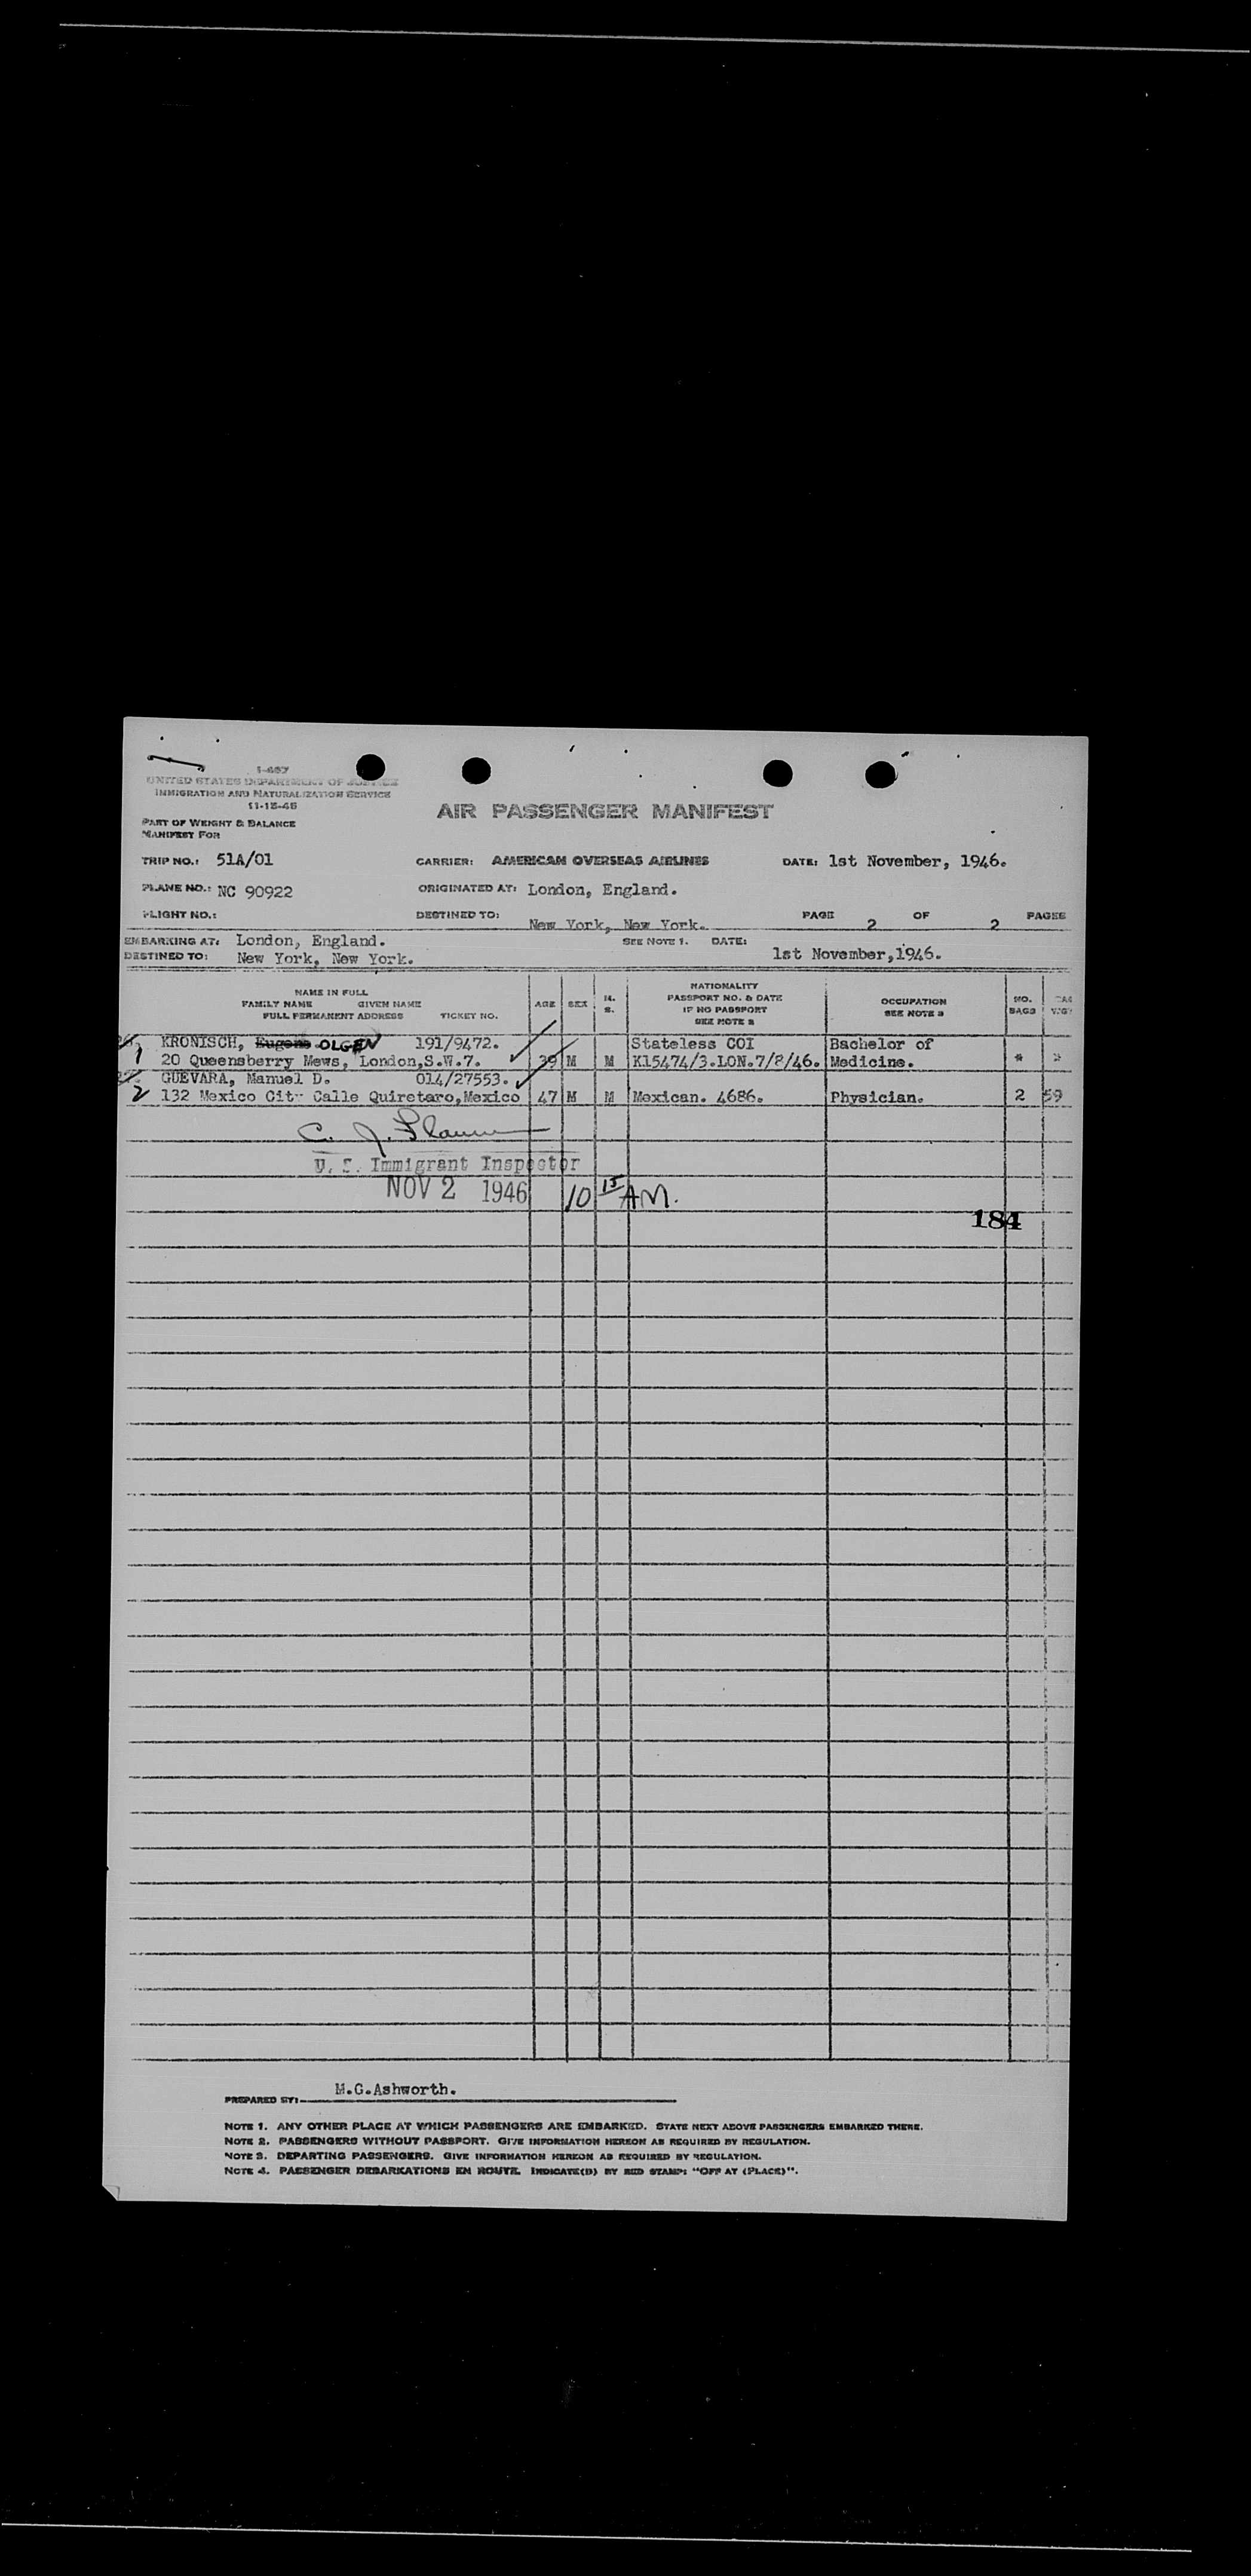 I-467
UNITED STATES DEPARTMENT OF JUSTICE
IMMIGRATION AND NATURALIZATION SERVICE
11-15-45
AIR PASSENGER MANIFEST
PART OF WEIGHT & BALANCE
MANIFEST FOR
TRIP NO.: 51A/01 CARRIER: AMERICAN OVERSEAS AIRLINES DATE: 1st November, 1946.
PLANE NO.: NC 90922 ORIGINATED AT: London, England.
FLIGHT NO.: DESTINED TO: New York, New York. PAGE 2 OF 2 PAGES
EMBARKING AT: London, England. SEE NOTE 1. DATE: 1st November,1946.
DESTINED TO: New York, New York.
NAME IN FULL
FAMILY NAME GIVEN NAME
FULL PERMANENT ADDRESS TICKET NO.
AGE SEX M. S.
NATIONALITY
PASSPORT NO. & DATE
IF NO PASSPORT
SEE NOTE 2
OCCUPATION
SEE NOTE 3
NO.
BAGS
KRONISCH, Eugene OLGEN 191/9472. Stateless COI Bachelor of
1 20 Queensberry Mews, London,S.W.7. 39 M M K15474/3.LON.7/8/46. Medicine. * *
GUEVARA, Manuel D. 014/27553.
2 132 Mexico City Calle Quiretaro,Mexico 47 M M Mexican. 4686. Physician. 2 59
U. S. Immigrant Inspector
NOV 2 1946 10 15 AM.
184
PREPARED BY: M.G.Ashworth.
NOTE 1. ANY OTHER PLACE AT WHICH PASSENGERS ARE EMBARKED. STATE NEXT ABOVE PASSENGERS EMBARKED THERE.
NOTE 2. PASSENGERS WITHOUT PASSPORT. GIVE INFORMATION HEREON AS REQUIRED BY REGULATION.
NOTE 3. DEPARTING PASSENGERS. GIVE INFORMATION HEREON AS REQUIRED BY REGULATION.
NOTE 4. PASSENGER DEBARKATIONS EN ROUTE. INDICATE(D) BY RED STAMP: "OFF AT (PLACE)".